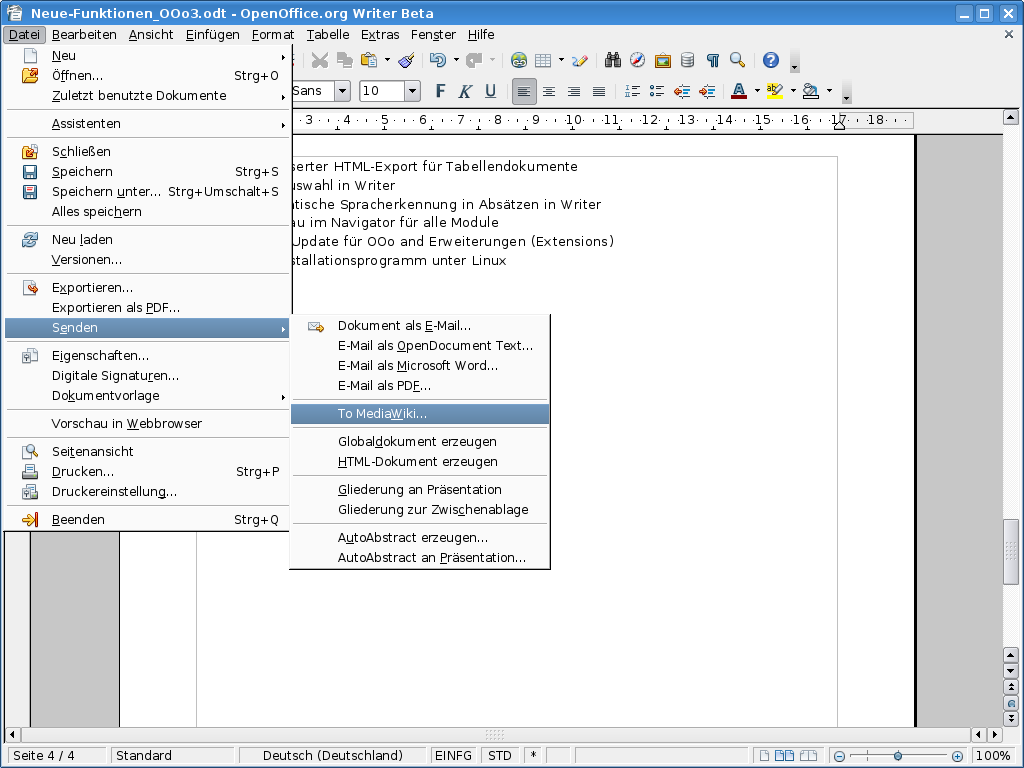 Neue-Funktionen_OOo3.odt - OpenOffice.org Writer Beta
Datei Bearbeiten Ansicht Einfügen Format Tabelle Extras Fenster Hilfe
Sans 10 F K U
3 4 5 6 7 8 9 10 11 12 13 14 15 16 17 18
Neu
Öffnen... Strg+O
Zuletzt benutzte Dokumente
Assistenten
Schließen
Speichern Strg+S
Speichern unter... Strg+Umschalt+S
Alles speichern
Neu laden
Versionen...
Exportieren...
Exportieren als PDF...
Senden
Eigenschaften...
Digitale Signaturen...
Dokumentvorlage
Vorschau in Webbrowser
Seitenansicht
Drucken... Strg+P
Druckereinstellung...
Beenden Strg+Q
Dokument als E-Mail...
E-Mail als OpenDocument Text...
E-Mail als Microsoft Word...
E-Mail als PDF...
To MediaWiki...
Globaldokument erzeugen
HTML-Dokument erzeugen
Gliederung an Präsentation
Gliederung zur Zwischenablage
AutoAbstract erzeugen...
AutoAbstract an Präsentation...
serter HTML-Export für Tabellendokumente
uswahl in Writer
tische Spracherkennung in Absätzen in Writer
au im Navigator für alle Module
Update für OOo and Erweiterungen (Extensions)
stallationsprogramm unter Linux
Seite 4 / 4 Standard Deutsch (Deutschland) EINFG STD * 100%